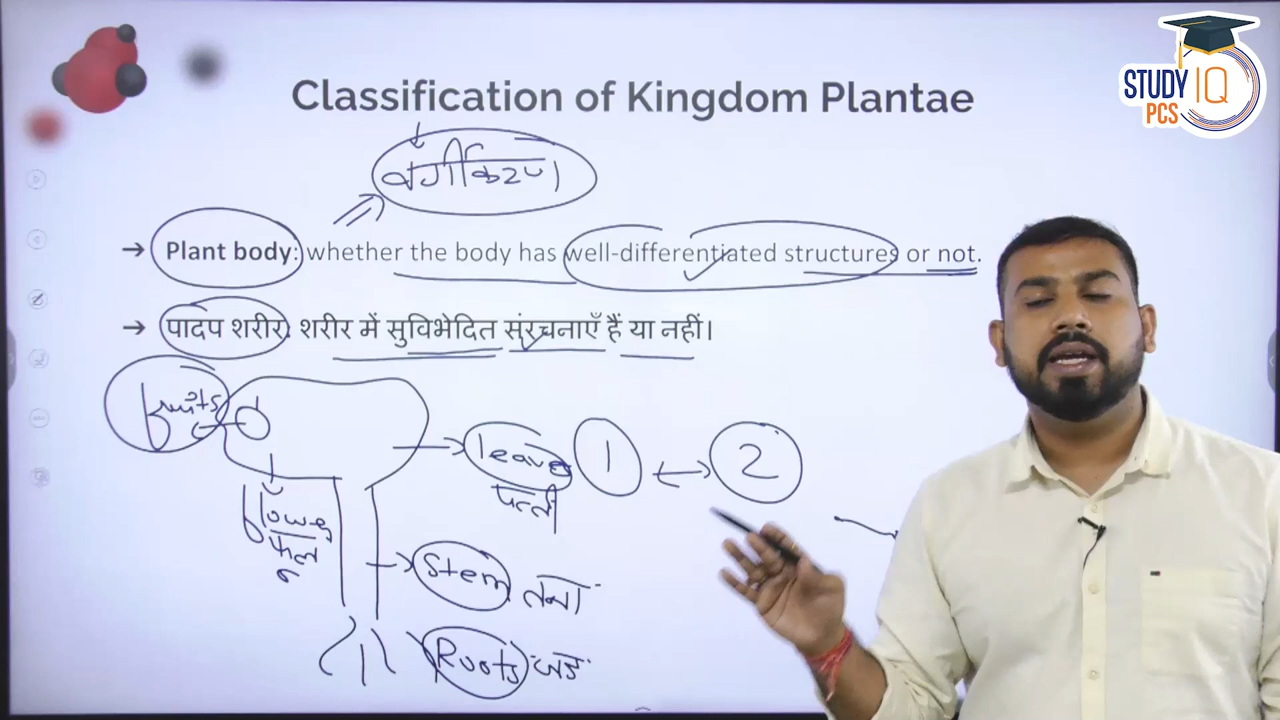 STUDY IQ
PCS
Classification of Kingdom Plantae
वर्गीकरण
→ Plant body: whether the body has well-differentiated structures or not.
→ पादप शरीर: शरीर में सुविभेदित संरचनाएँ हैं या नहीं।
fruits
leaves
पत्ती
1 ↔ 2
flower
Stem तना
Roots जड़